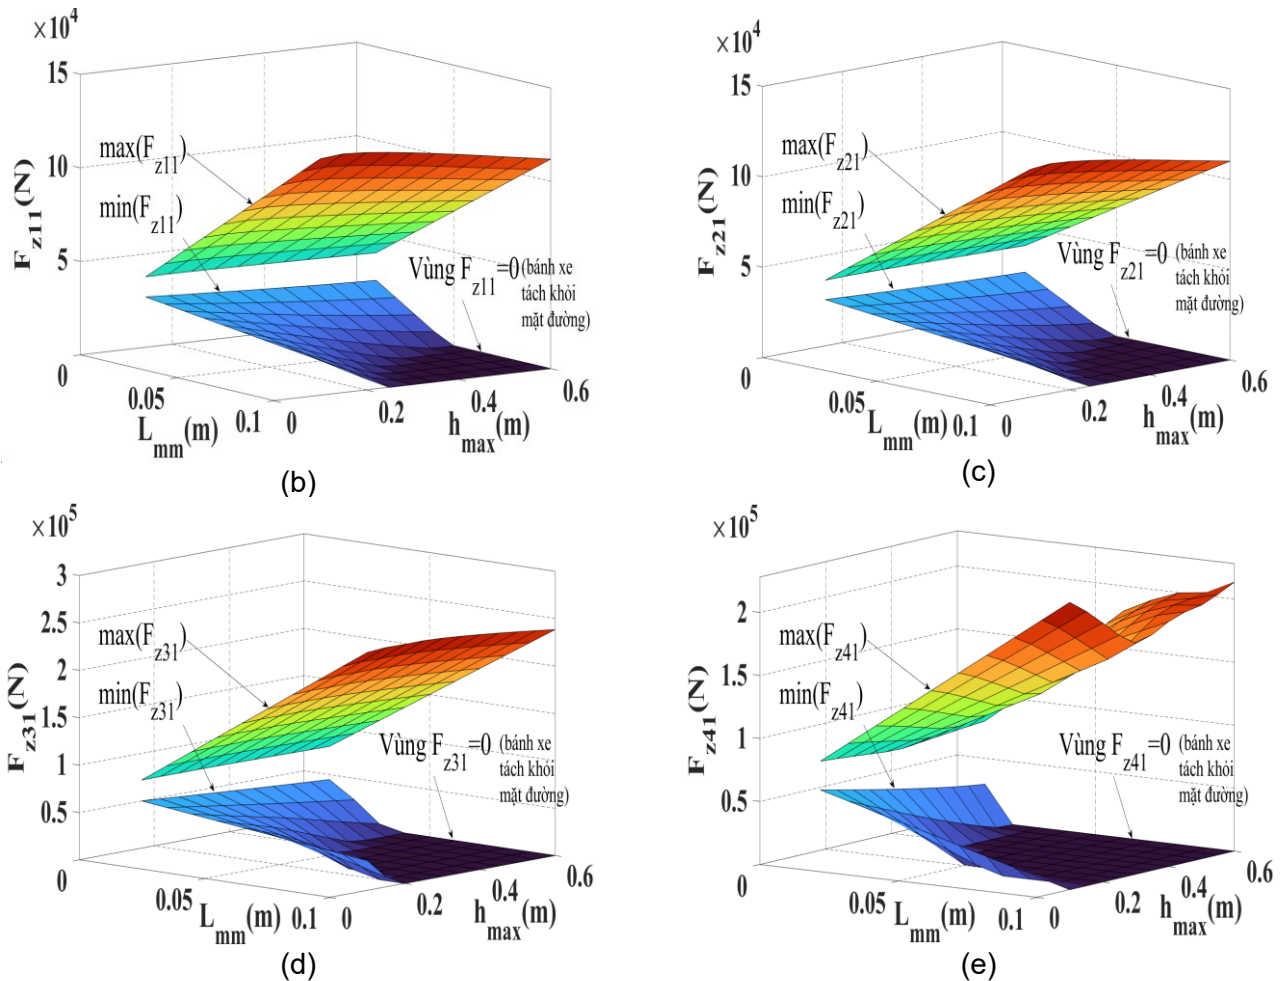 ×10⁴
15
10
5
0
F_z11(N)
max(F_z11)
min(F_z11)
Vùng F_z11=0 (bánh xe
tách khỏi
mặt đường)
0.05
0.1
L_mm(m)
0
0.2
0.4
0.6
h_max(m)
(b)
×10⁴
15
10
5
0
F_z21(N)
max(F_z21)
min(F_z21)
Vùng F_z21=0 (bánh xe
tách khỏi
mặt đường)
0.05
0.1
L_mm(m)
0
0.2
0.4
0.6
h_max(m)
(c)
×10⁵
3
2.5
2
1.5
1
0.5
0
F_z31(N)
max(F_z31)
min(F_z31)
Vùng F_z31=0 (bánh xe
tách khỏi
mặt đường)
0.05
0.1
L_mm(m)
0
0.2
0.4
0.6
h_max(m)
(d)
×10⁵
2
1.5
1
0.5
0
F_z41(N)
max(F_z41)
min(F_z41)
Vùng F_z41=0 (bánh xe
tách khỏi
mặt đường)
0.05
0.1
L_mm(m)
0
0.2
0.4
0.6
h_max(m)
(e)